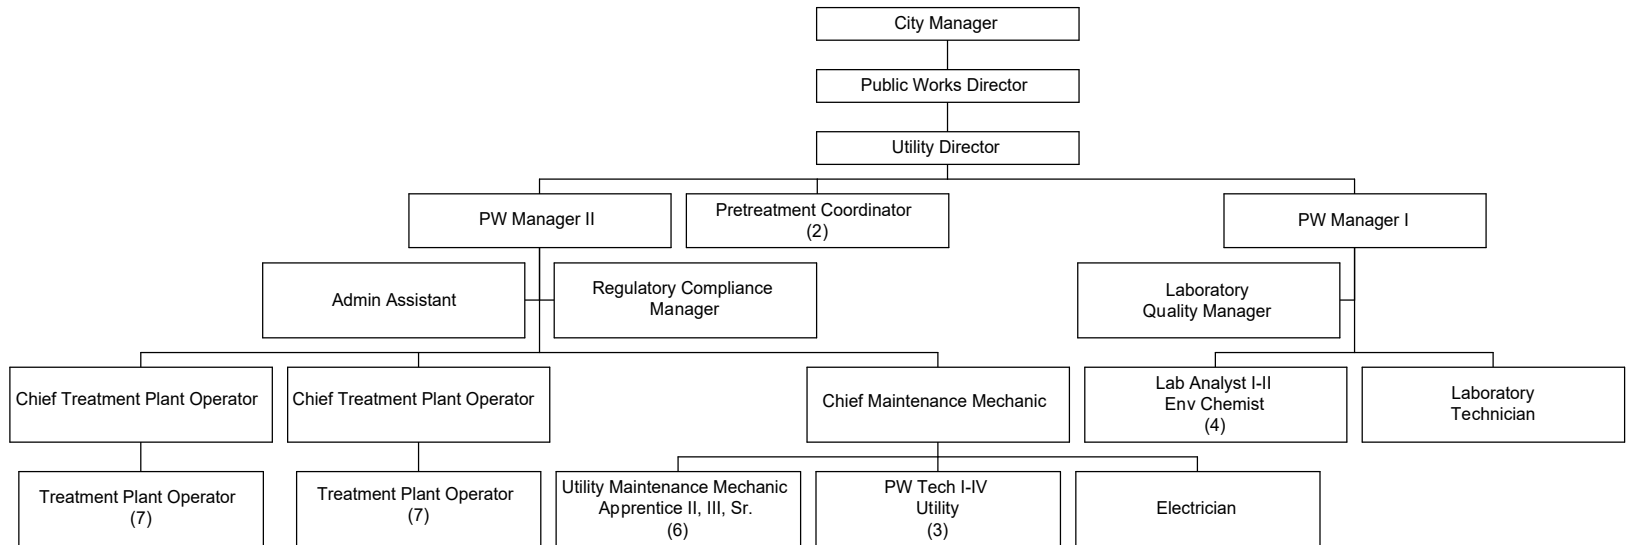 City Manager
Public Works Director
Utility Director
PW Manager II
Pretreatment Coordinator
(2)
PW Manager I
Admin Assistant
Regulatory Compliance
Manager
Laboratory
Quality Manager
Chief Treatment Plant Operator
Chief Treatment Plant Operator
Chief Maintenance Mechanic
Lab Analyst I-II
Env Chemist
(4)
Laboratory
Technician
Treatment Plant Operator
(7)
Treatment Plant Operator
(7)
Utility Maintenance Mechanic
Apprentice II, III, Sr.
(6)
PW Tech I-IV
Utility
(3)
Electrician